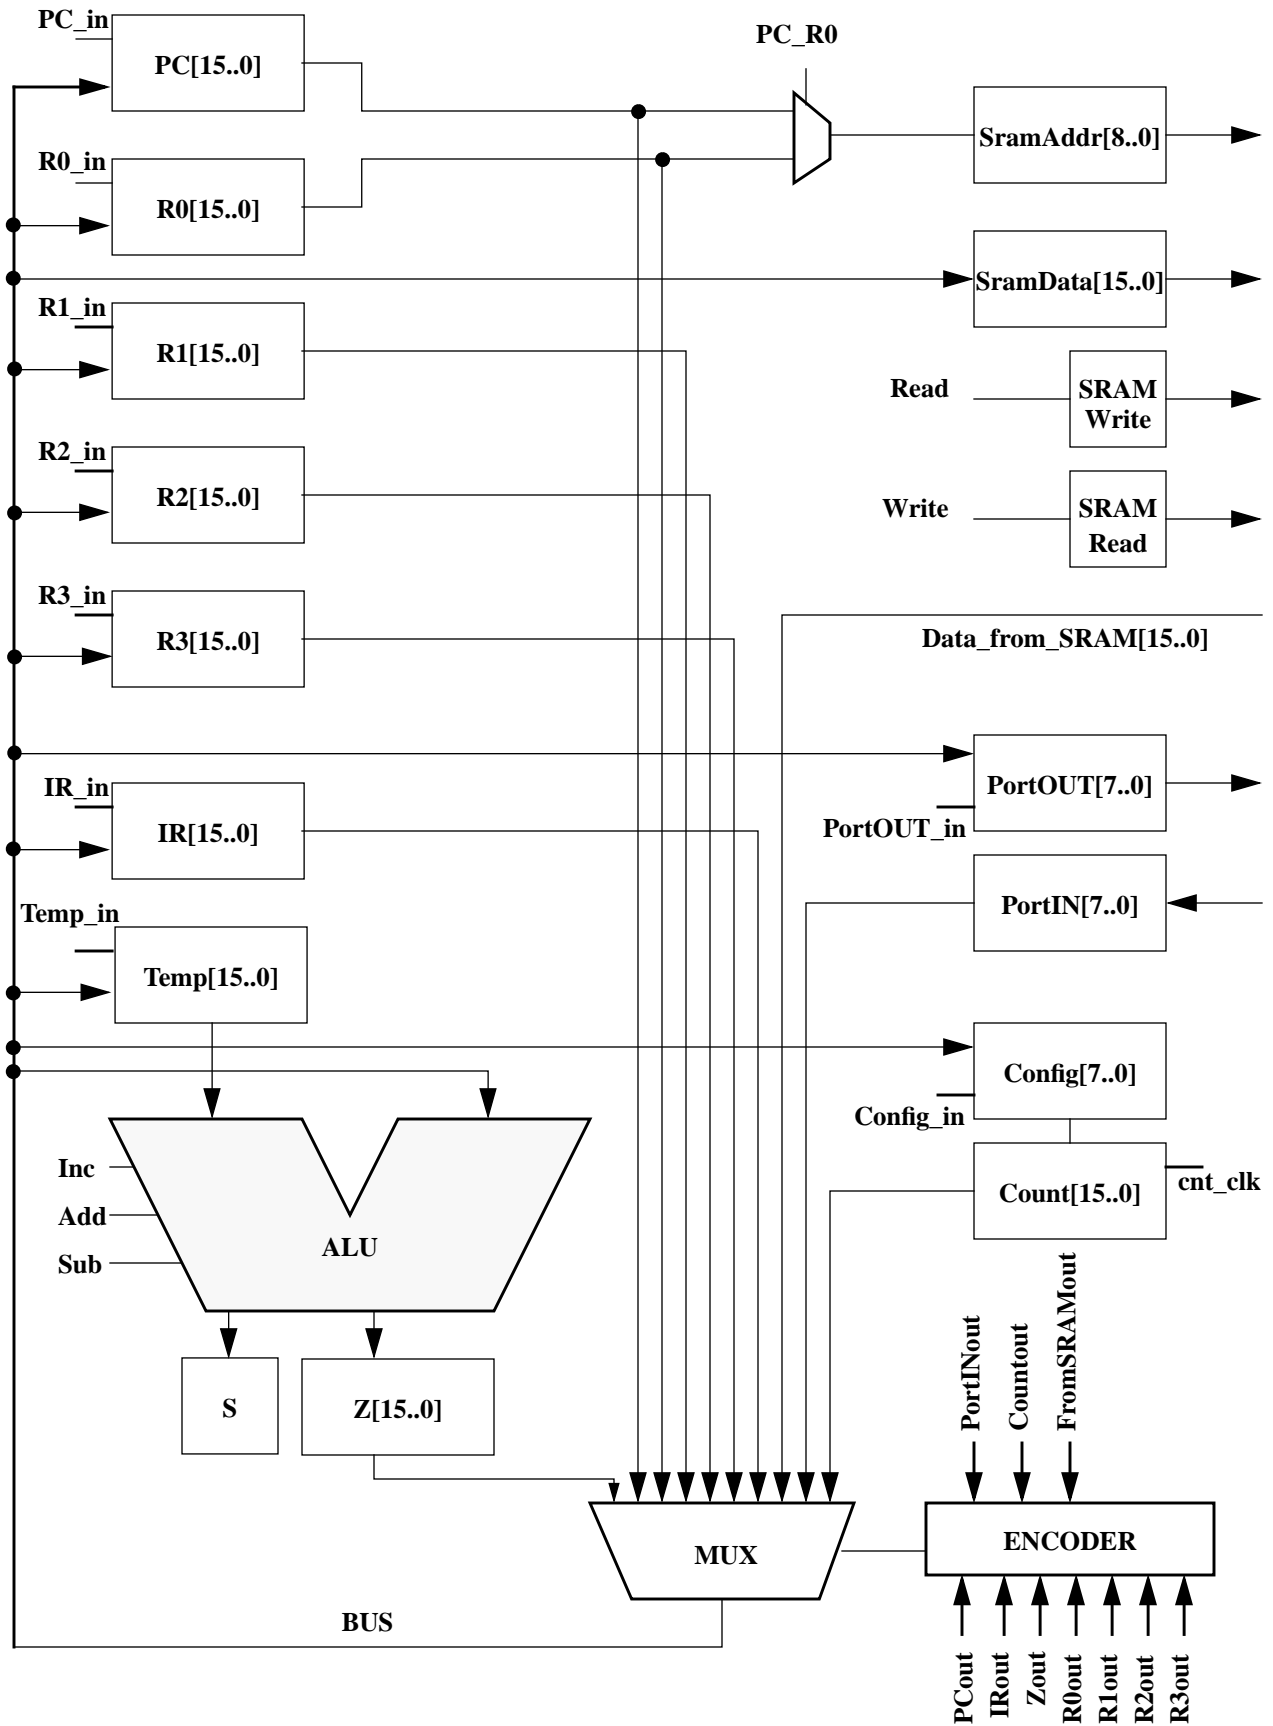 PC_in
PC[15..0]
PC_R0
SramAddr[8..0]
R0_in
R0[15..0]
SramData[15..0]
R1_in
R1[15..0]
Read
SRAM
Write
R2_in
R2[15..0]
Write
SRAM
Read
R3_in
R3[15..0]
Data_from_SRAM[15..0]
IR_in
IR[15..0]
PortOUT[7..0]
PortOUT_in
PortIN[7..0]
Temp_in
Temp[15..0]
Config[7..0]
Config_in
Inc
Add
Sub
ALU
Count[15..0]
cnt_clk
S
Z[15..0]
PortINout
Countout
FromSRAMout
MUX
ENCODER
BUS
PCout
IRout
Zout
R0out
R1out
R2out
R3out